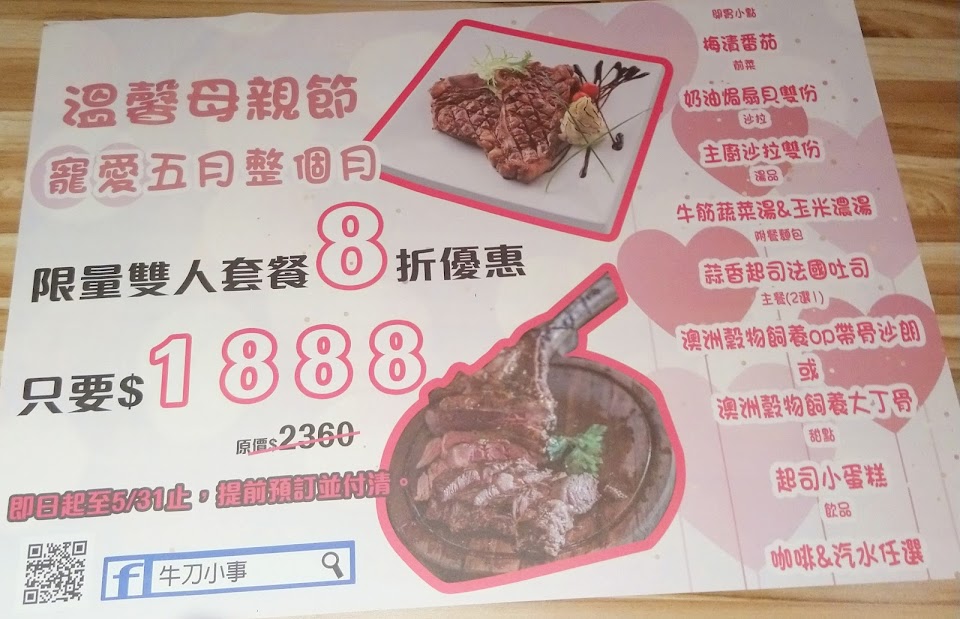 溫馨母親節
寵愛五月整個月
限量雙人套餐8折優惠
只要$1888
原價$2360
即日起至5/31止，提前預訂並付清。
f 牛刀小事
開胃小點
梅漬番茄
前菜
奶油焗扇貝雙份
沙拉
主廚沙拉雙份
湯品
牛筋蔬菜湯&玉米濃湯
附餐麵包
蒜香起司法國吐司
主餐(2選1)
澳洲穀物飼養op帶骨沙朗
或
澳洲穀物飼養大丁骨
甜點
起司小蛋糕
飲品
咖啡&汽水任選